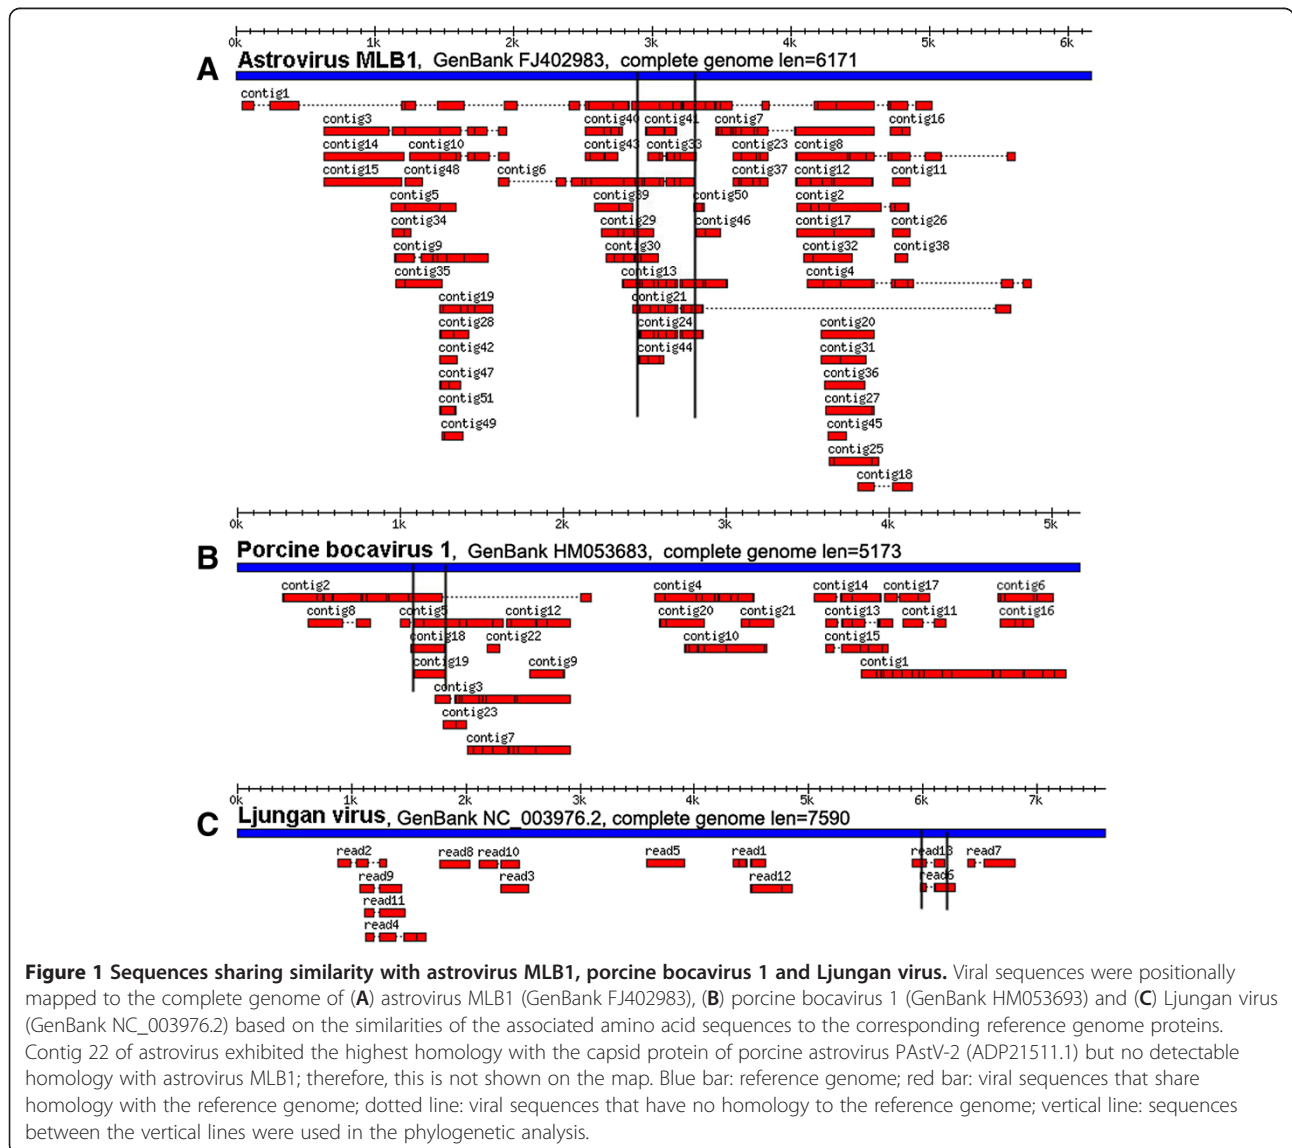 0k 1k 2k 3k 4k 5k 6k
A Astrovirus MLB1, GenBank FJ402983, complete genome len=6171
contig1
contig3 contig40 contig41 contig7 contig16
contig14 contig10 contig43 contig33 contig23 contig8
contig15 contig48 contig6 contig37 contig12 contig11
contig5 contig39 contig50 contig2
contig34 contig29 contig46 contig17 contig26
contig9 contig30 contig32 contig38
contig35 contig13 contig4
contig19 contig21
contig28 contig24 contig20
contig42 contig44 contig31
contig47 contig36
contig51 contig27
contig49 contig45
contig25
contig18
0k 1k 2k 3k 4k 5k
B Porcine bocavirus 1, GenBank HM053683, complete genome len=5173
contig2 contig4 contig14 contig17 contig6
contig8 contig5 contig12 contig20 contig21 contig13 contig11 contig16
contig18 contig22 contig10 contig15
contig19 contig9 contig1
contig3
contig23
contig7
0k 1k 2k 3k 4k 5k 6k 7k
C Ljungan virus, GenBank NC_003976.2, complete genome len=7590
read2 read8 read10 read5 read1 read13 read7
read9 read3 read12 read6
read11
read4
Figure 1 Sequences sharing similarity with astrovirus MLB1, porcine bocavirus 1 and Ljungan virus. Viral sequences were positionally
mapped to the complete genome of (A) astrovirus MLB1 (GenBank FJ402983), (B) porcine bocavirus 1 (GenBank HM053693) and (C) Ljungan virus
(GenBank NC_003976.2) based on the similarities of the associated amino acid sequences to the corresponding reference genome proteins.
Contig 22 of astrovirus exhibited the highest homology with the capsid protein of porcine astrovirus PAstV-2 (ADP21511.1) but no detectable
homology with astrovirus MLB1; therefore, this is not shown on the map. Blue bar: reference genome; red bar: viral sequences that share
homology with the reference genome; dotted line: viral sequences that have no homology to the reference genome; vertical line: sequences
between the vertical lines were used in the phylogenetic analysis.